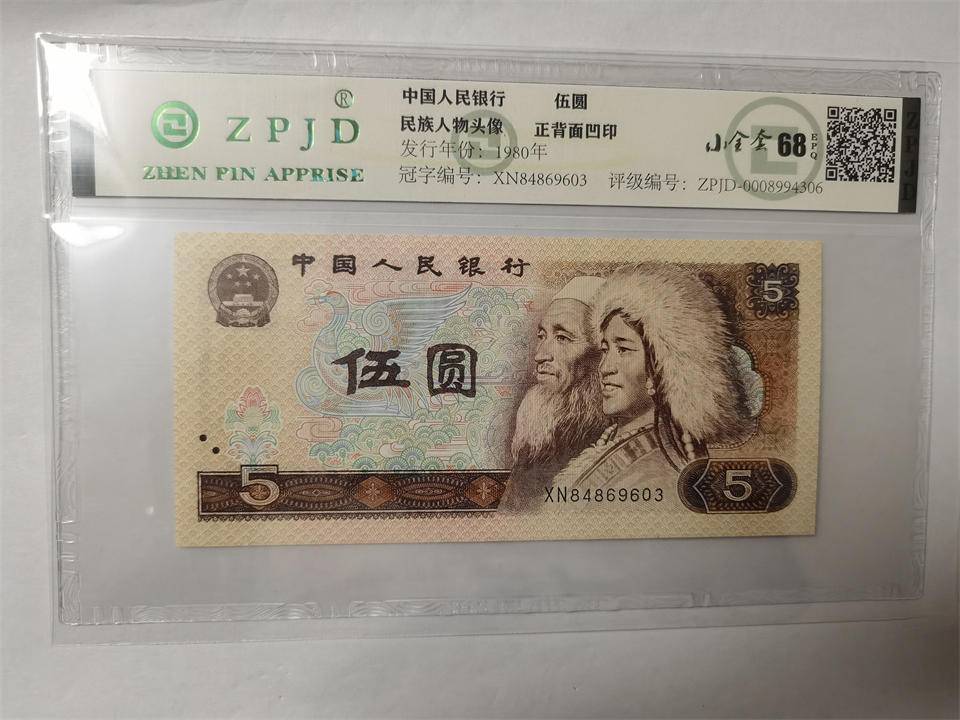 ZPJD®
ZHEN PIN APPRISE
中国人民银行 伍圆
民族人物头像 正背面凹印
发行年份：1980年
冠字编号：XN84869603 评级编号：ZPJD-0008994306
小全套 68 EPQ
ZPJD
中国人民银行
5
伍圆
5
XN84869603
5